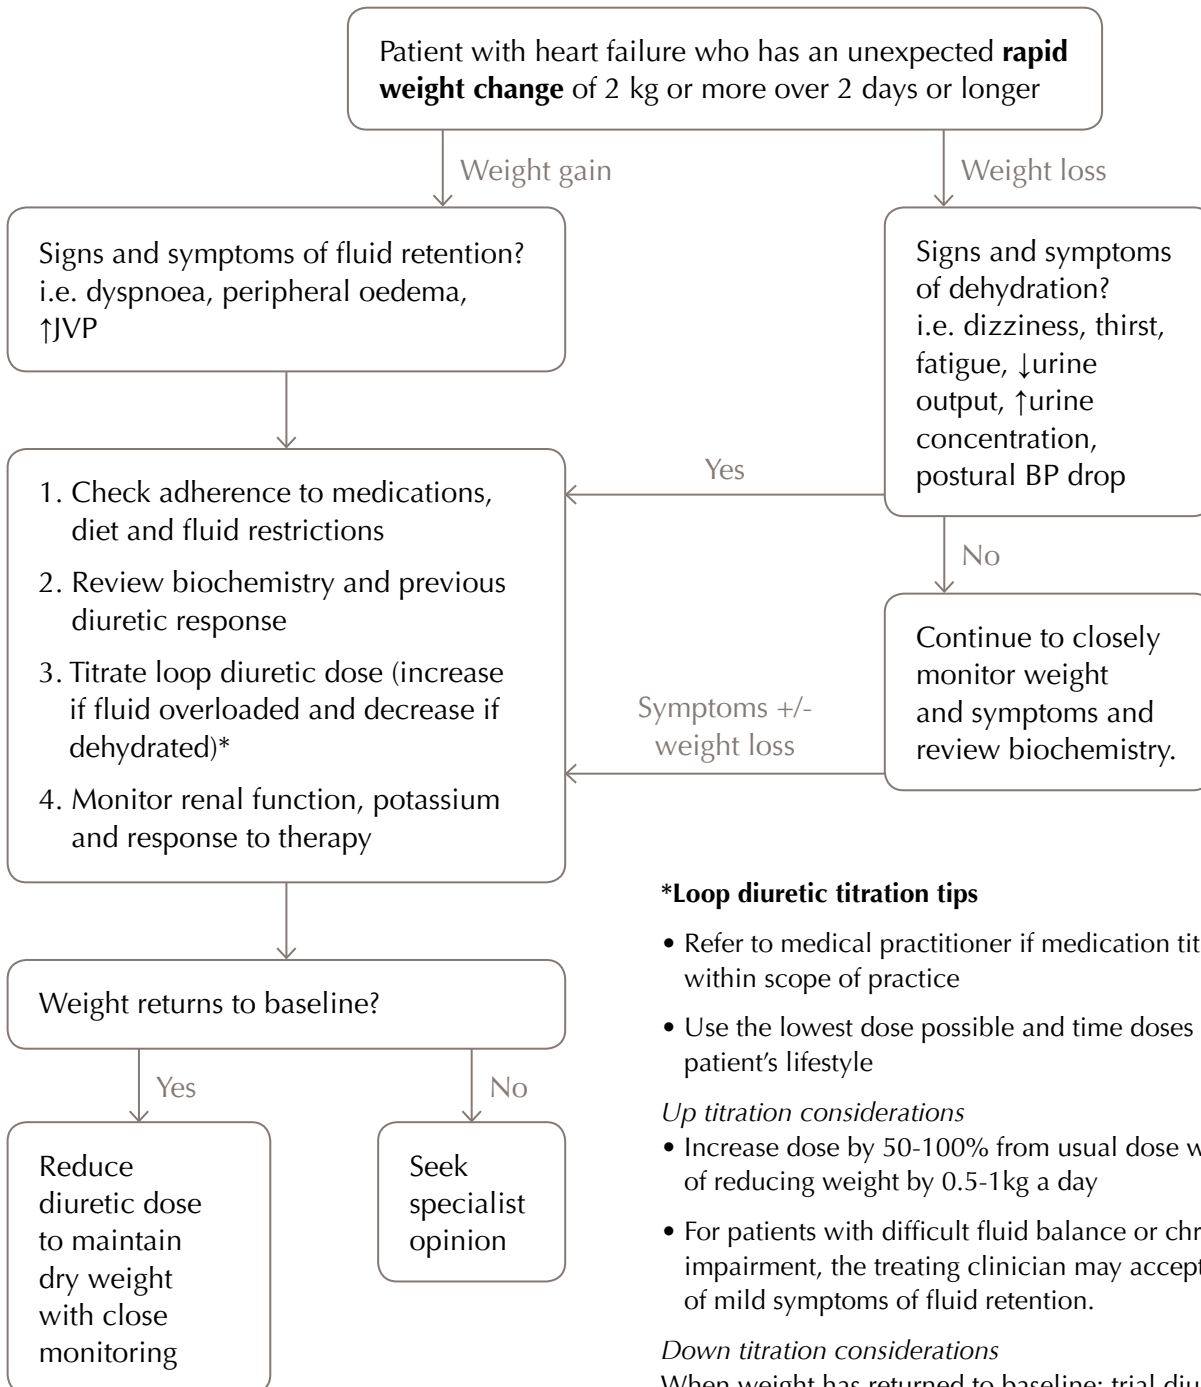 Patient with heart failure who has an unexpected rapid
weight change of 2 kg or more over 2 days or longer
Weight gain
Weight loss
Signs and symptoms of fluid retention?
i.e. dyspnoea, peripheral oedema,
↑JVP
Signs and symptoms
of dehydration?
i.e. dizziness, thirst,
fatigue, ↓urine
output, ↑urine
concentration,
postural BP drop
Yes
No
1. Check adherence to medications,
diet and fluid restrictions
2. Review biochemistry and previous
diuretic response
3. Titrate loop diuretic dose (increase
if fluid overloaded and decrease if
dehydrated)*
4. Monitor renal function, potassium
and response to therapy
Continue to closely
monitor weight
and symptoms and
review biochemistry.
Symptoms +/-
weight loss
Weight returns to baseline?
Yes
No
Reduce
diuretic dose
to maintain
dry weight
with close
monitoring
Seek
specialist
opinion
*Loop diuretic titration tips
• Refer to medical practitioner if medication
within scope of practice
• Use the lowest dose possible and time doses
patient's lifestyle
Up titration considerations
• Increase dose by 50-100% from usual dose
of reducing weight by 0.5-1kg a day
• For patients with difficult fluid balance or
impairment, the treating clinician may accept
of mild symptoms of fluid retention.
Down titration considerations
When weight has returned to baseline: trial